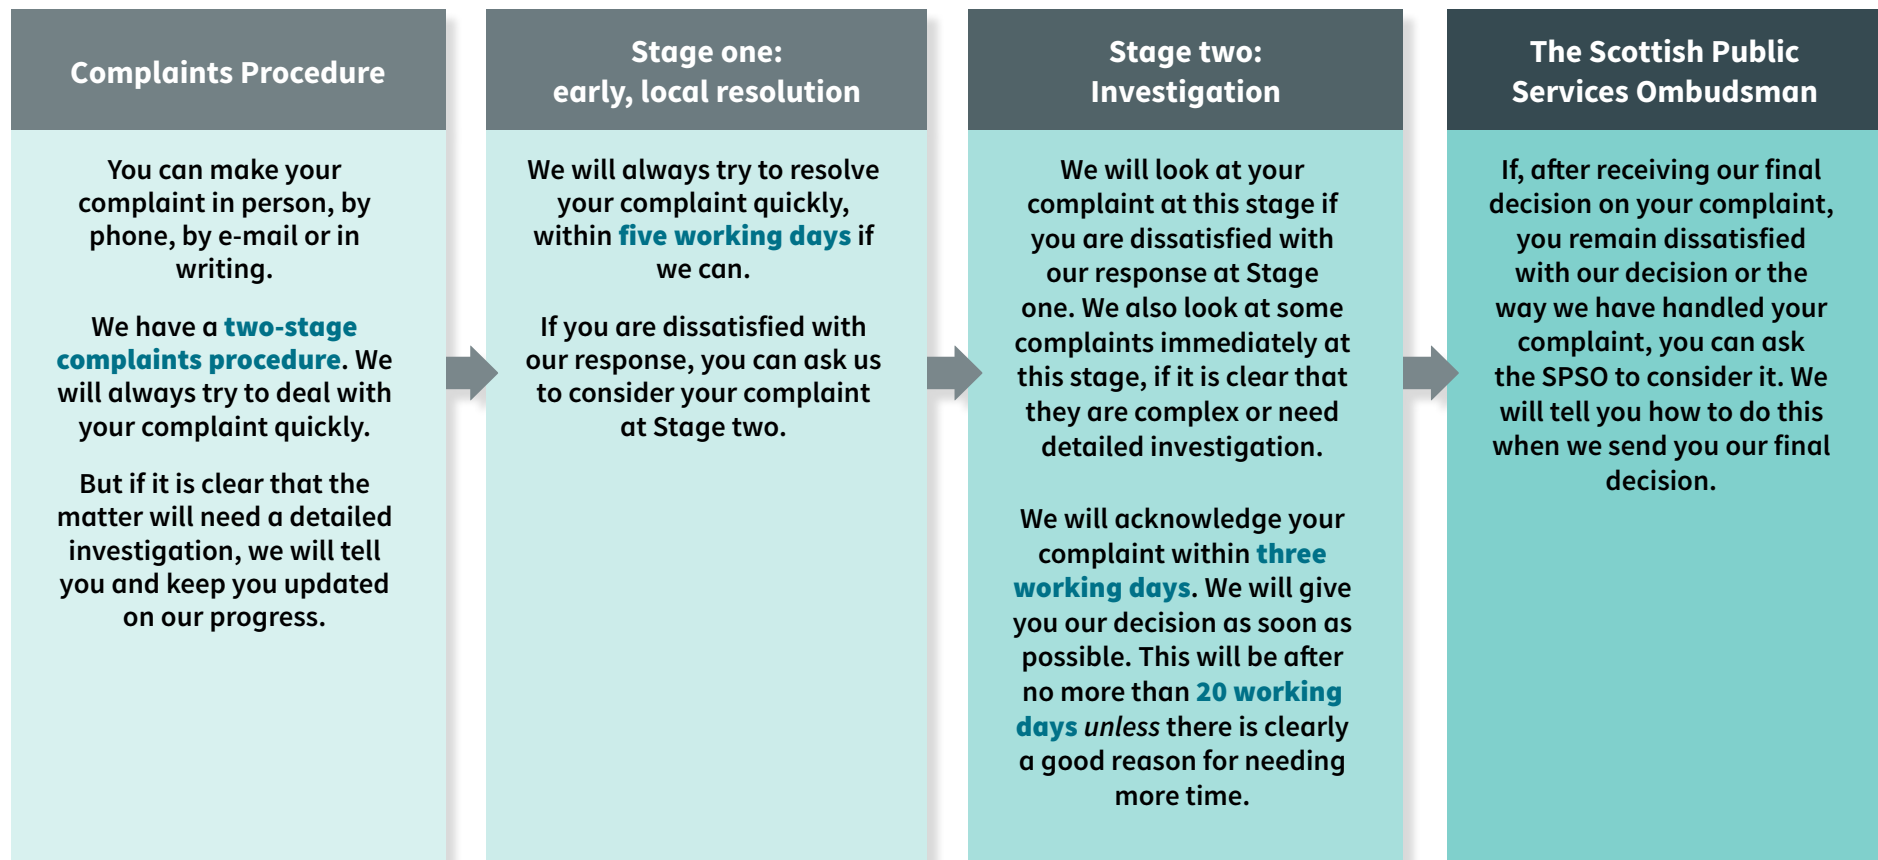 Complaints Procedure
You can make your
complaint in person, by
phone, by e-mail or in
writing.
We have a two-stage
complaints procedure. We
will always try to deal with
your complaint quickly.
But if it is clear that the
matter will need a detailed
investigation, we will tell
you and keep you updated
on our progress.
Stage one:
early, local resolution
We will always try to resolve
your complaint quickly,
within five working days if
we can.
If you are dissatisfied with
our response, you can ask us
to consider your complaint
at Stage two.
Stage two:
Investigation
We will look at your
complaint at this stage if
you are dissatisfied with
our response at Stage
one. We also look at some
complaints immediately at
this stage, if it is clear that
they are complex or need
detailed investigation.
We will acknowledge your
complaint within three
working days. We will give
you our decision as soon as
possible. This will be after
no more than 20 working
days unless there is clearly
a good reason for needing
more time.
The Scottish Public
Services Ombudsman
If, after receiving our final
decision on your complaint,
you remain dissatisfied
with our decision or the
way we have handled your
complaint, you can ask
the SPSO to consider it. We
will tell you how to do this
when we send you our final
decision.